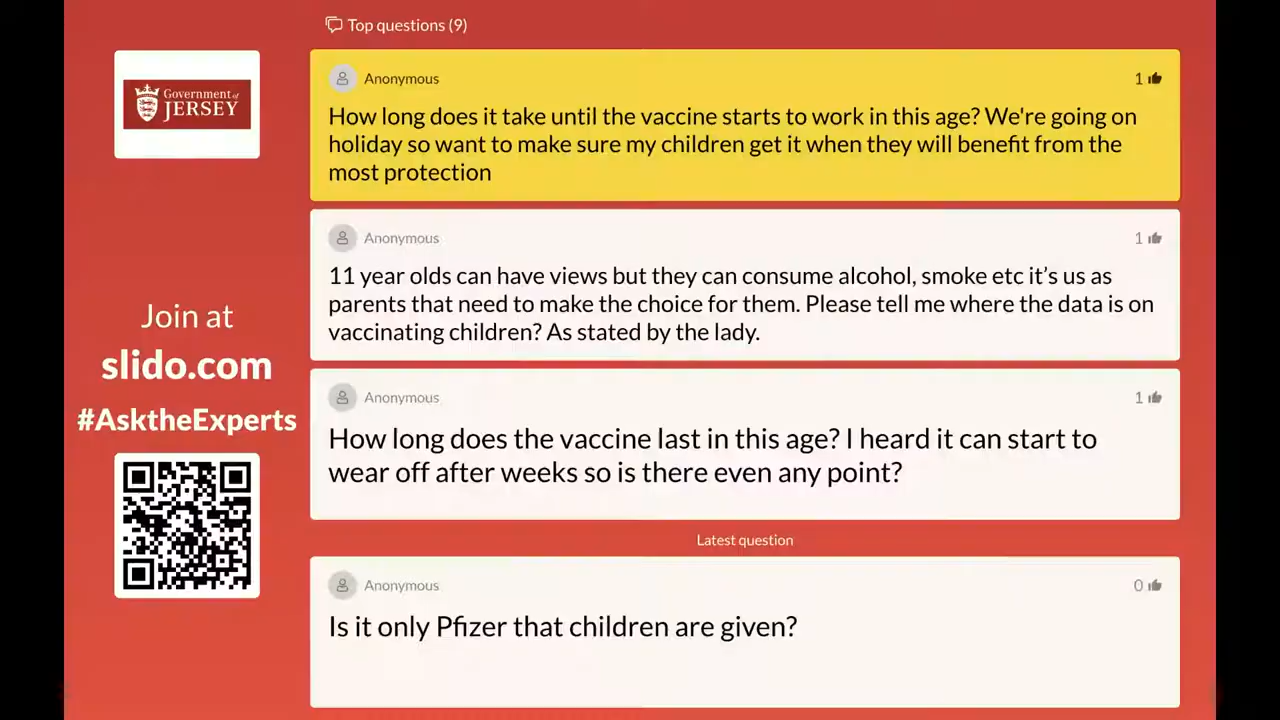 Top questions (9)
Government of
JERSEY
Anonymous
1
How long does it take until the vaccine starts to work in this age? We're going on
holiday so want to make sure my children get it when they will benefit from the
most protection
Anonymous
1
11 year olds can have views but they can consume alcohol, smoke etc it's us as
parents that need to make the choice for them. Please tell me where the data is on
vaccinating children? As stated by the lady.
Join at
slido.com
#AsktheExperts
Anonymous
1
How long does the vaccine last in this age? I heard it can start to
wear off after weeks so is there even any point?
Latest question
Anonymous
0
Is it only Pfizer that children are given?